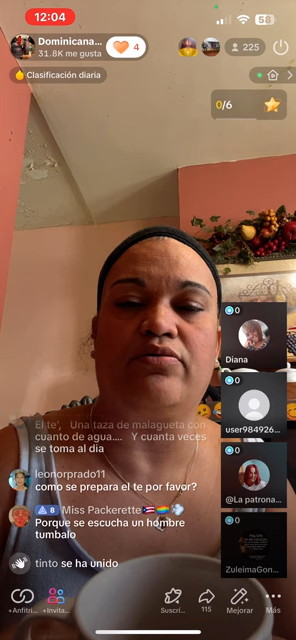 12:04
58
Dominicana...
31.8K me gusta
4
225
Clasificación diaria
0/6
0
Diana
0
user984926...
0
@La patrona...
0
ZuleimaGon...
El te', Una taza de malagueta con
cuanto de agua.... Y cuanta veces
se toma al dia
leonorprado11
como se prepara el te por favor?
8 Miss Packerette🇵🇷🏳️‍🌈💨
Porque se escucha un hombre
tumbalo
tinto se ha unido
+Anfitri...
+Invita...
Suscri...
115
Mejorar
Más